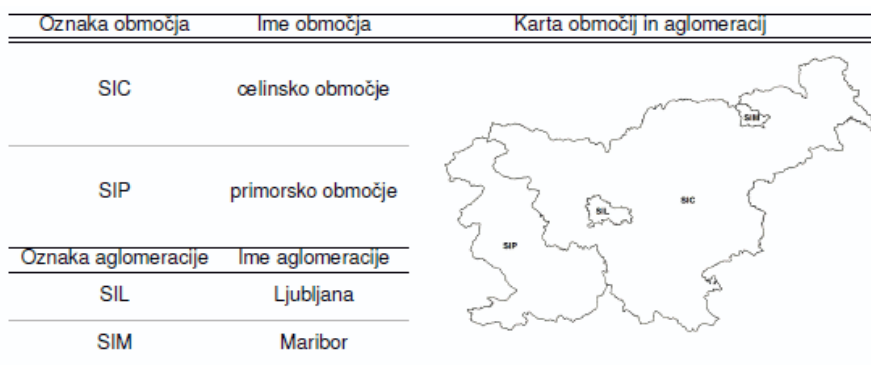 Oznaka območja Ime območja Karta območij in aglomeracij
SIC celinsko območje
SIP primorsko območje
Oznaka aglomeracije Ime aglomeracije
SIL Ljubljana
SIM Maribor
SIM
SIC
SIL
SIP